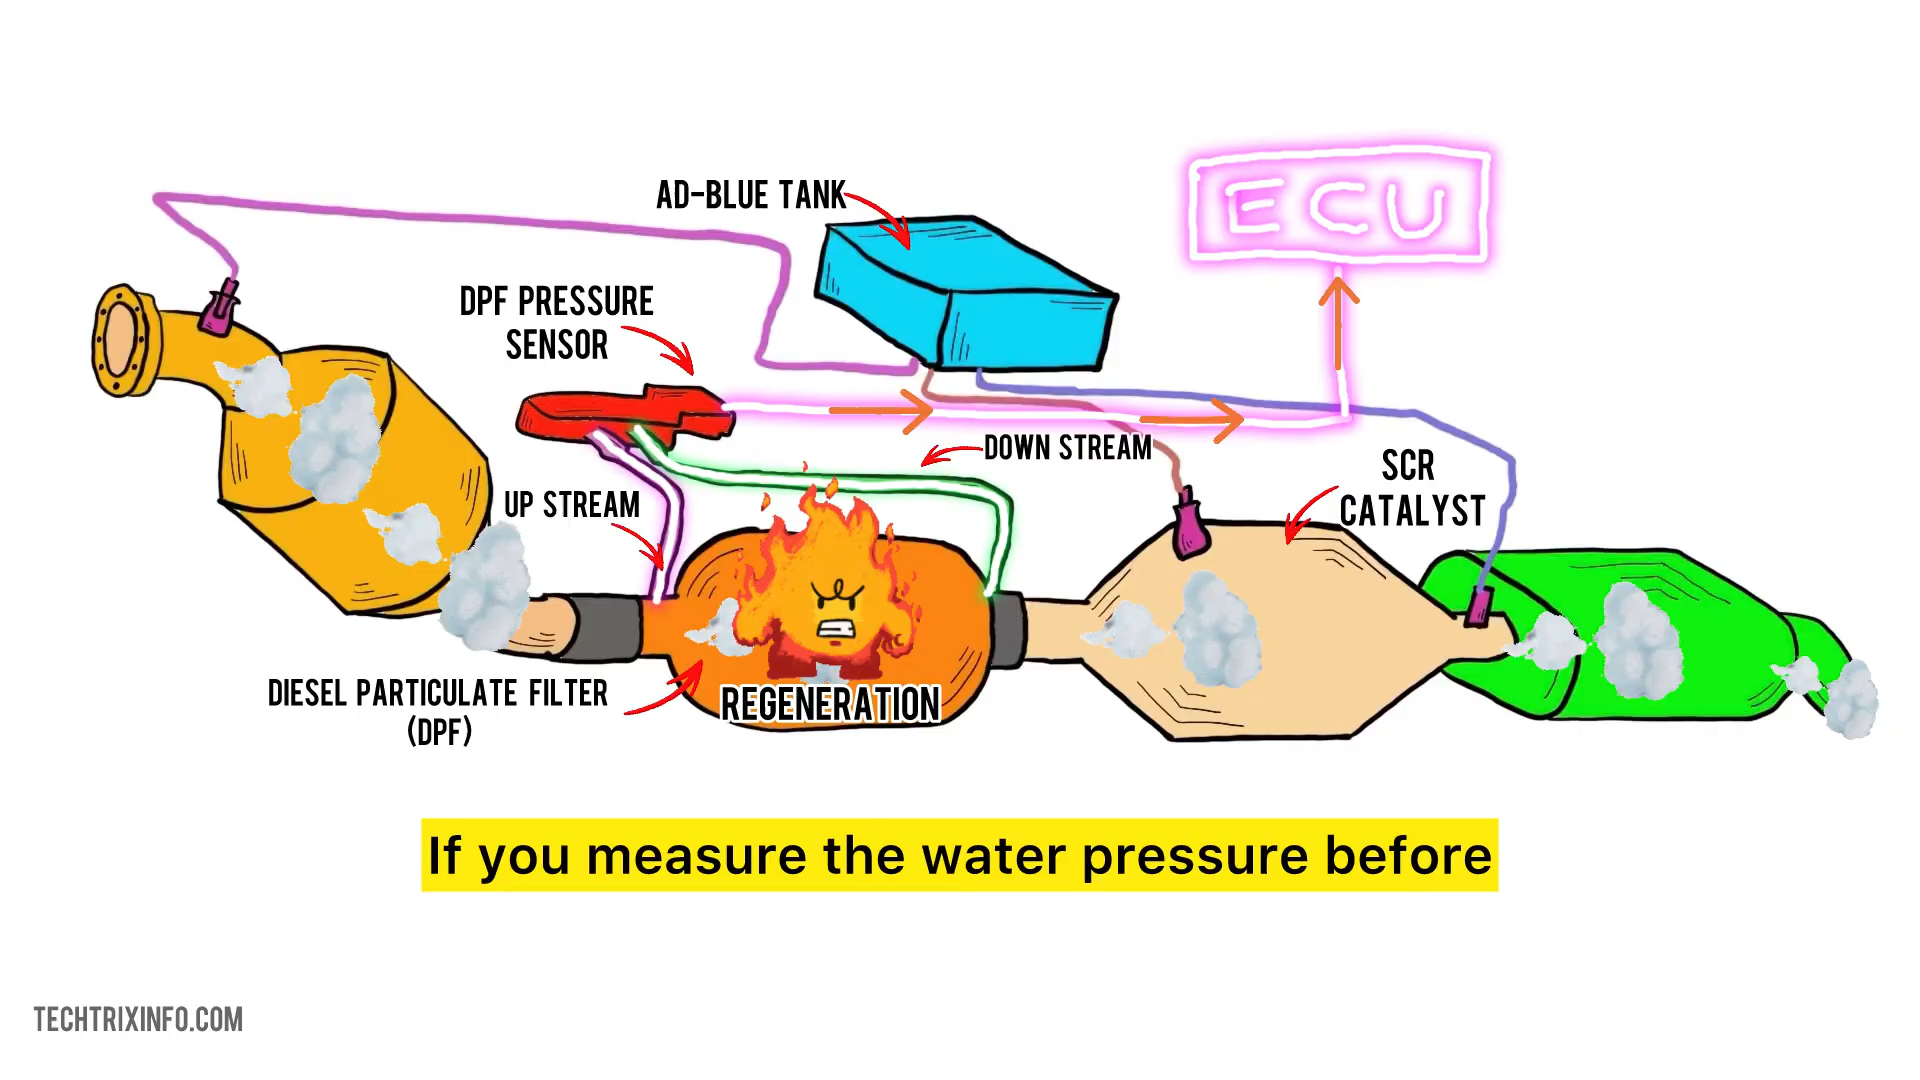 AD-BLUE TANK
ECU
DPF PRESSURE
SENSOR
DOWN STREAM
SCR
CATALYST
UP STREAM
DIESEL PARTICULATE FILTER
(DPF)
REGENERATION
If you measure the water pressure before
TECHTRIXINFO.COM